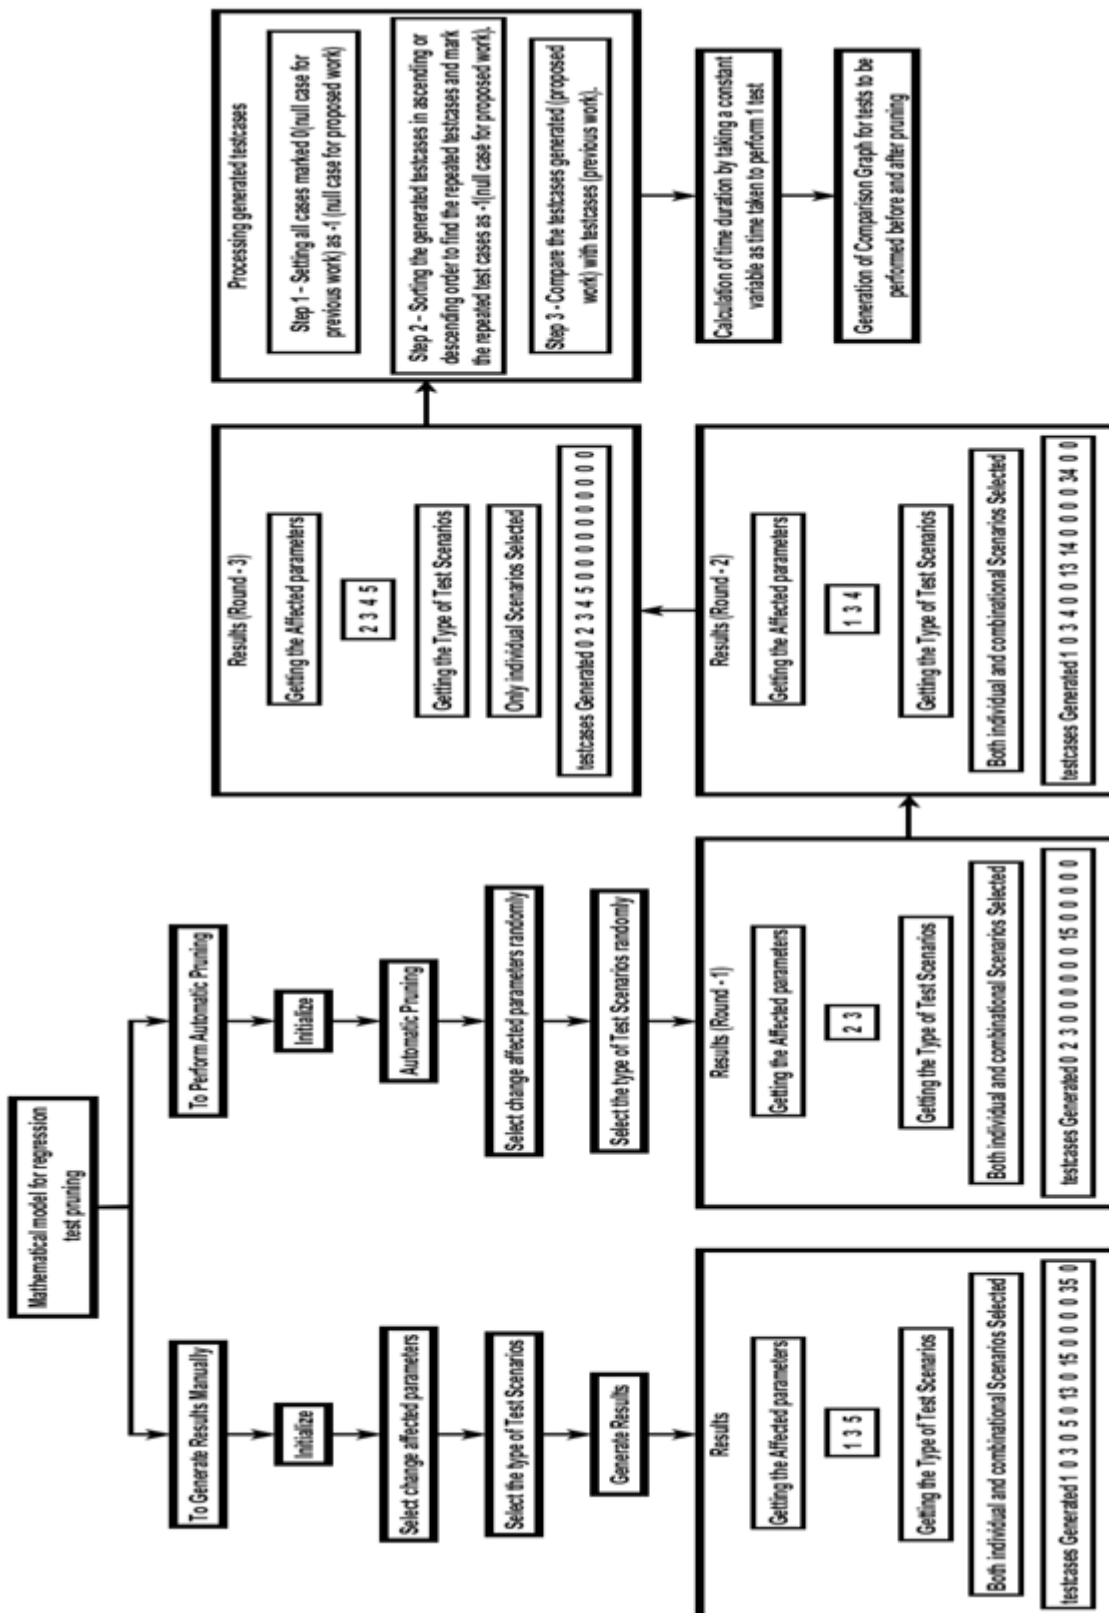 Mathematical model for regression
test pruning
To Generate Results Manually
Initialize
Select change affected parameters
Select the type of Test Scenarios
Generate Results
Results
Getting the Affected parameters
1 3 5
Getting the Type of Test Scenarios
Both individual and combinational Scenarios Selected
testcases Generated 1 0 3 0 5 0 13 0 15 0 0 0 0 35 0
To Perform Automatic Pruning
Initialize
Automatic Pruning
Select change affected parameters randomly
Select the type of Test Scenarios randomly
Results (Round -1)
Getting the Affected parameters
2 3
Getting the Type of Test Scenarios
Both individual and combinational Scenarios Selected
testcases Generated 0 2 3 0 0 0 0 0 0 15 0 0 0 0 0
Results (Round - 2)
Getting the Affected parameters
1 3 4
Getting the Type of Test Scenarios
Both individual and combinational Scenarios Selected
testcases Generated 1 0 3 4 0 0 13 14 0 0 0 0 34 0 0
Results (Round - 3)
Getting the Affected parameters
2 3 4 5
Getting the Type of Test Scenarios
Only individual Scenarios Selected
testcases Generated 0 2 3 4 5 0 0 0 0 0 0 0 0 0 0
Processing generated testcases
Step 1 – Setting all cases marked 0(null case for
previous work) as -1 (null case for proposed work)
Step 2 – Sorting the generated testcases in ascending or
descending order to find the repeated testcases and mark
the repeated test cases as -1(null case for proposed work).
Step 3 - Compare the testcases generated (proposed
work) with testcases (previous work).
Calculation of time duration by taking a constant
variable as time taken to perform 1 test
Generation of Comparison Graph for tests to be
performed before and after pruning